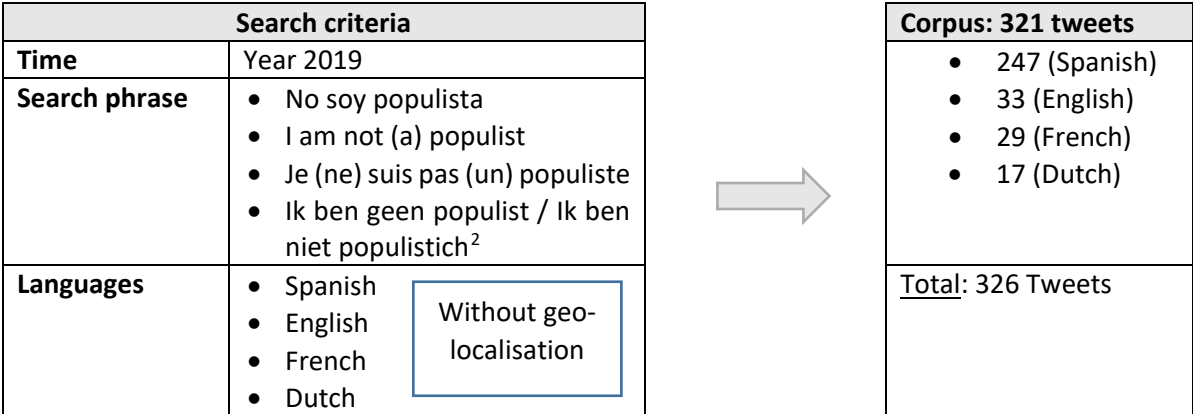 Search criteria
Time
Year 2019
Search phrase
• No soy populista
• I am not (a) populist
• Je (ne) suis pas (un) populiste
• Ik ben geen populist / Ik ben
niet populistich2
Languages
• Spanish
• English
• French
• Dutch
Without geo-
localisation
Corpus: 321 tweets
• 247 (Spanish)
• 33 (English)
• 29 (French)
• 17 (Dutch)
Total: 326 Tweets